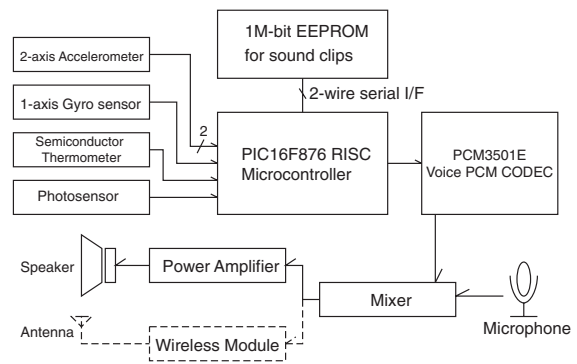 1M-bit EEPROM
for sound clips
2-axis Accelerometer
2-wire serial I/F
1-axis Gyro sensor
2
Semiconductor
Thermometer
PIC16F876 RISC
Microcontroller
PCM3501E
Voice PCM CODEC
Photosensor
Speaker
Power Amplifier
Mixer
Microphone
Antenna
Wireless Module